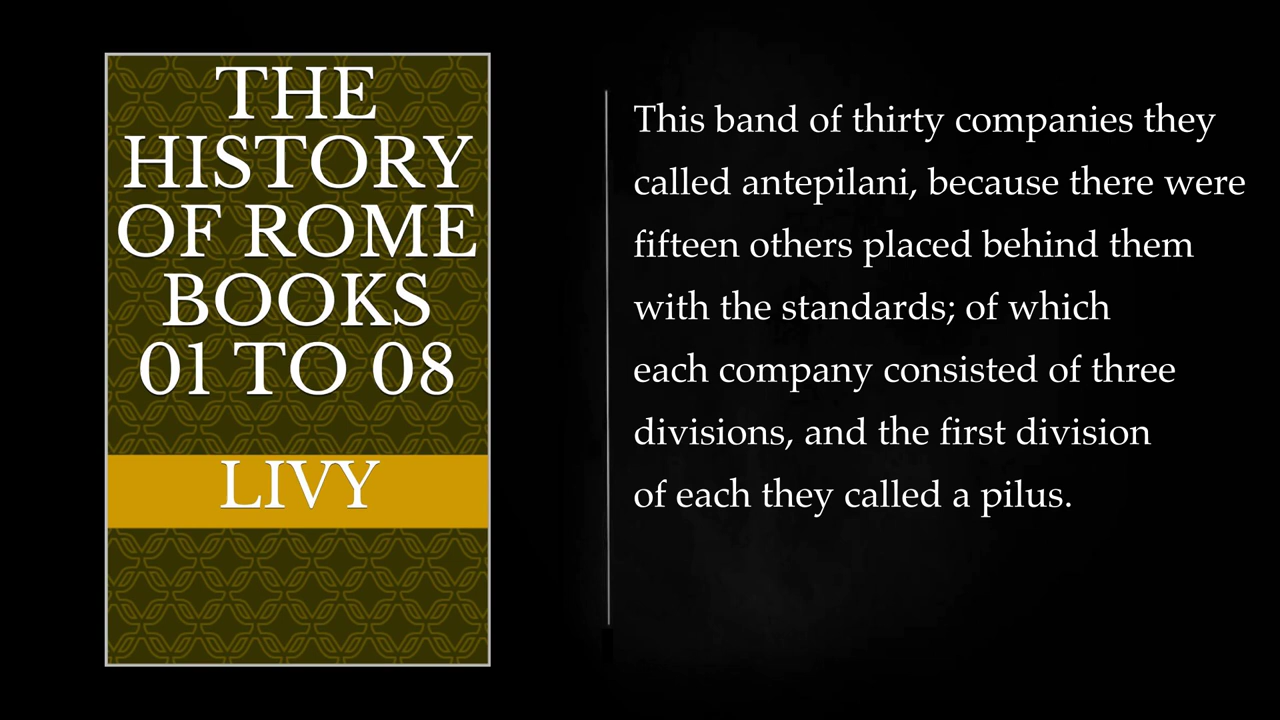 THE
HISTORY
OF ROME
BOOKS
01 TO 08
LIVY
This band of thirty companies they
called antepilani, because there were
fifteen others placed behind them
with the standards; of which
each company consisted of three
divisions, and the first division
of each they called a pilus.